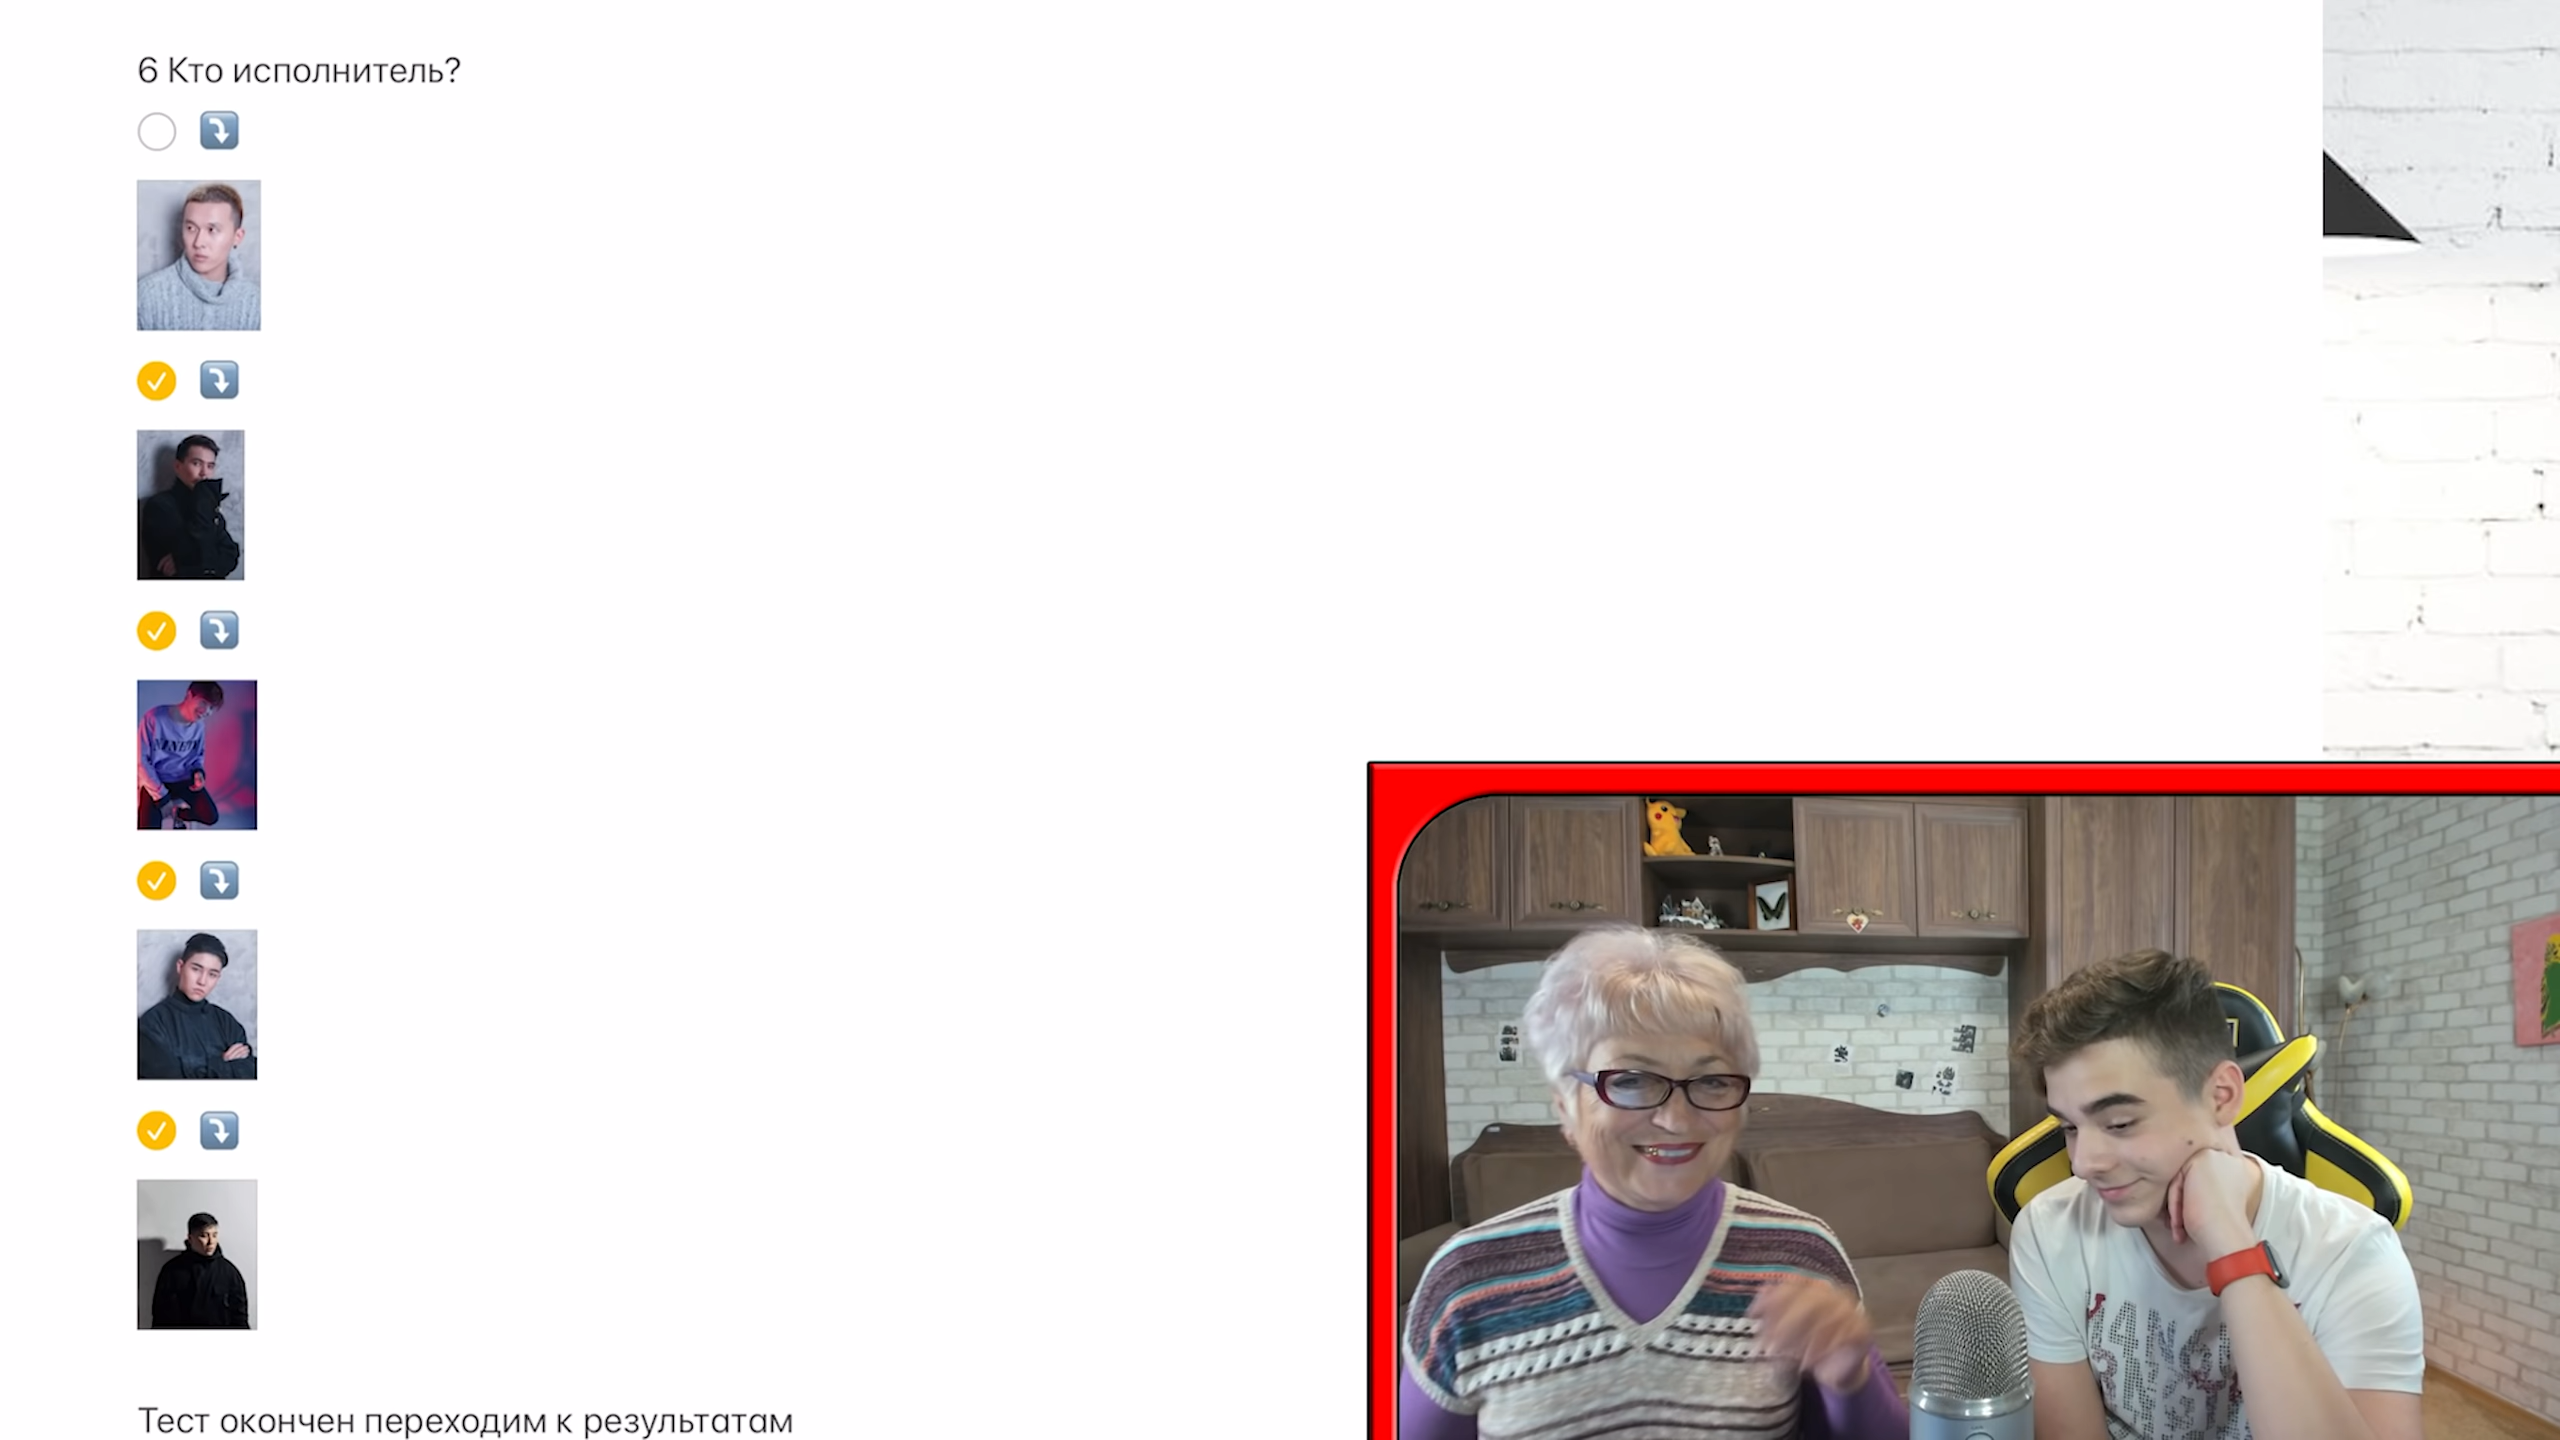 6 Кто исполнитель?
Тест окончен переходим к результатам